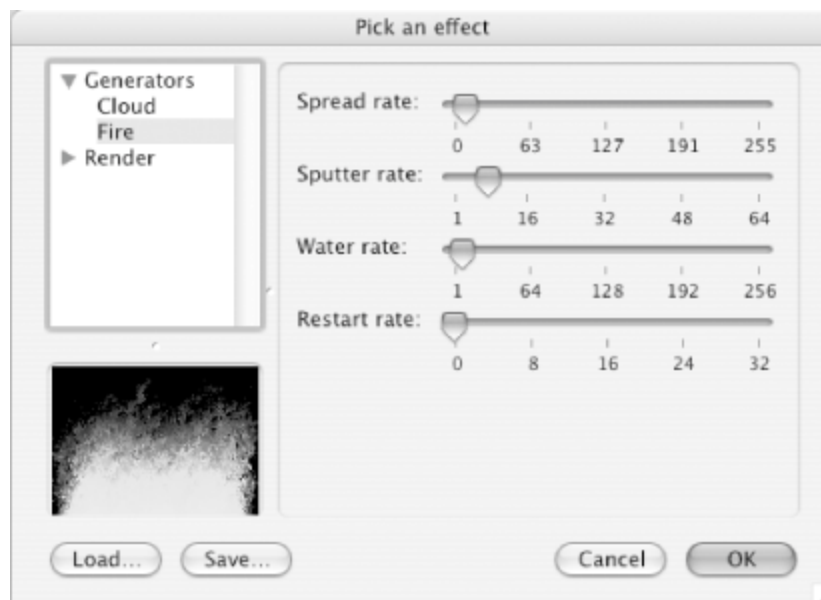 Pick an effect
Generators
Cloud
Fire
Render
Spread rate:
0 63 127 191 255
Sputter rate:
1 16 32 48 64
Water rate:
1 64 128 192 256
Restart rate:
0 8 16 24 32
Load... Save... Cancel OK